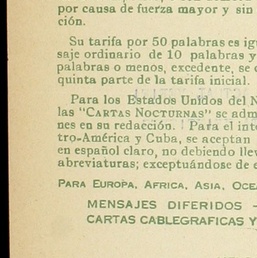 por causa de fuerza mayor y sin
ción.
Su tarifa por 50 palabras es ig
saje ordinario de 10 palabras
palabras o menos, excedente, se
quinta parte de la tarifa inicial.
Para los Estados Unidos del N
las "CARTAS NOCTURNAS" se adm
nes en su redacción. Para el inte
tro-América y Cuba, se aceptan
en español claro, no debiendo llev
abreviaturas; exceptuándose de e
PARA EUROPA, AFRICA, ASIA, OCEA
MENSAJES DIFERIDOS -
CARTAS CABLEGRAFICAS Y